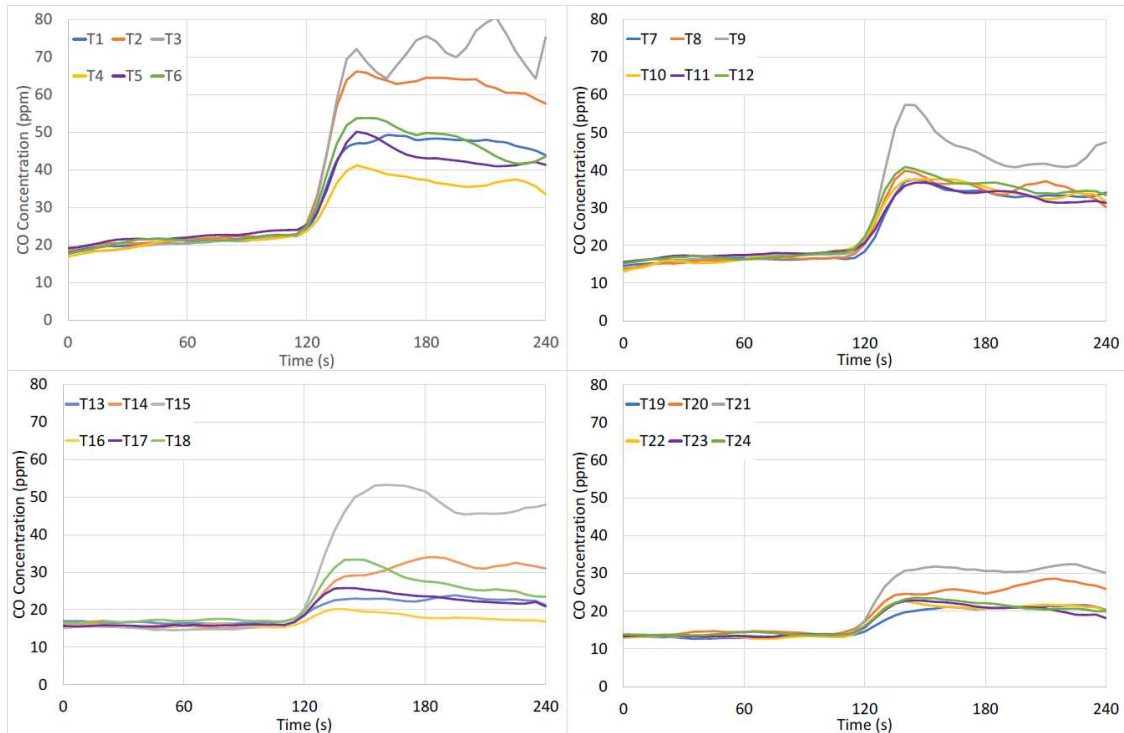 80
T1 T2 T3
70
T4 T5 T6
60
50
40
30
20
10
0
CO Concentration (ppm)
0 60 120 180 240
Time (s)
80
T7 T8 T9
70
T10 T11 T12
60
50
40
30
20
10
0
CO Concentration (ppm)
0 60 120 180 240
Time (s)
80
T13 T14 T15
70
T16 T17 T18
60
50
40
30
20
10
0
CO Concentration (ppm)
0 60 120 180 240
Time (s)
80
T19 T20 T21
70
T22 T23 T24
60
50
40
30
20
10
0
CO Concentration (ppm)
0 60 120 180 240
Time (s)